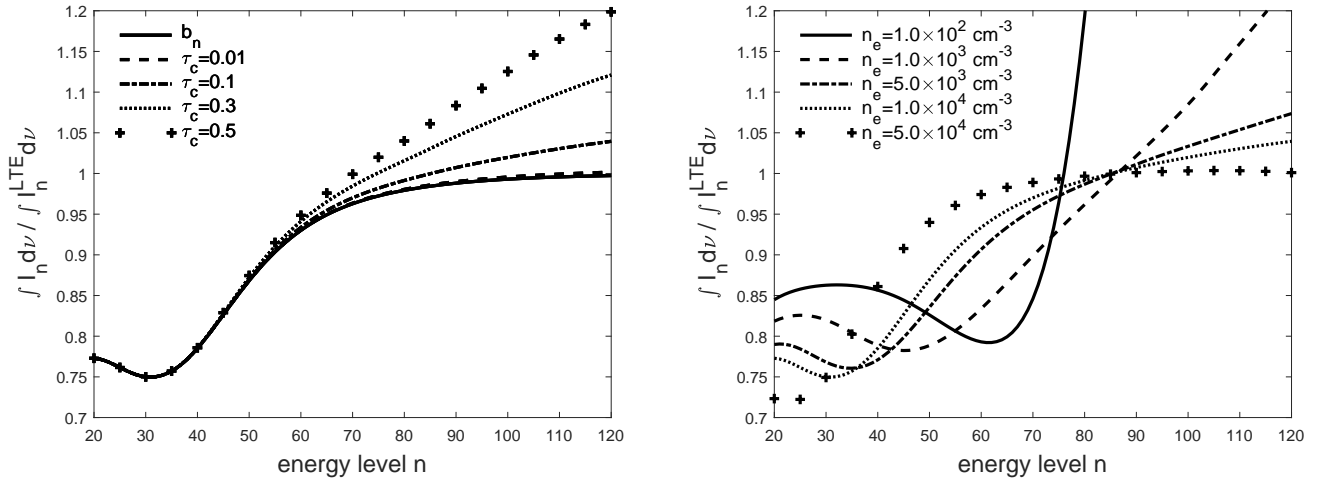 ∫ I_n dν / ∫ I_n^{LTE} dν
1.2
1.15
1.1
1.05
1
0.95
0.9
0.85
0.8
0.75
0.7
b_n
τ_c=0.01
τ_c=0.1
τ_c=0.3
τ_c=0.5
20 30 40 50 60 70 80 90 100 110 120
energy level n
∫ I_n dν / ∫ I_n^{LTE} dν
1.2
1.15
1.1
1.05
1
0.95
0.9
0.85
0.8
0.75
0.7
n_e=1.0×10^2 cm^{-3}
n_e=1.0×10^3 cm^{-3}
n_e=5.0×10^3 cm^{-3}
n_e=1.0×10^4 cm^{-3}
n_e=5.0×10^4 cm^{-3}
20 30 40 50 60 70 80 90 100 110 120
energy level n